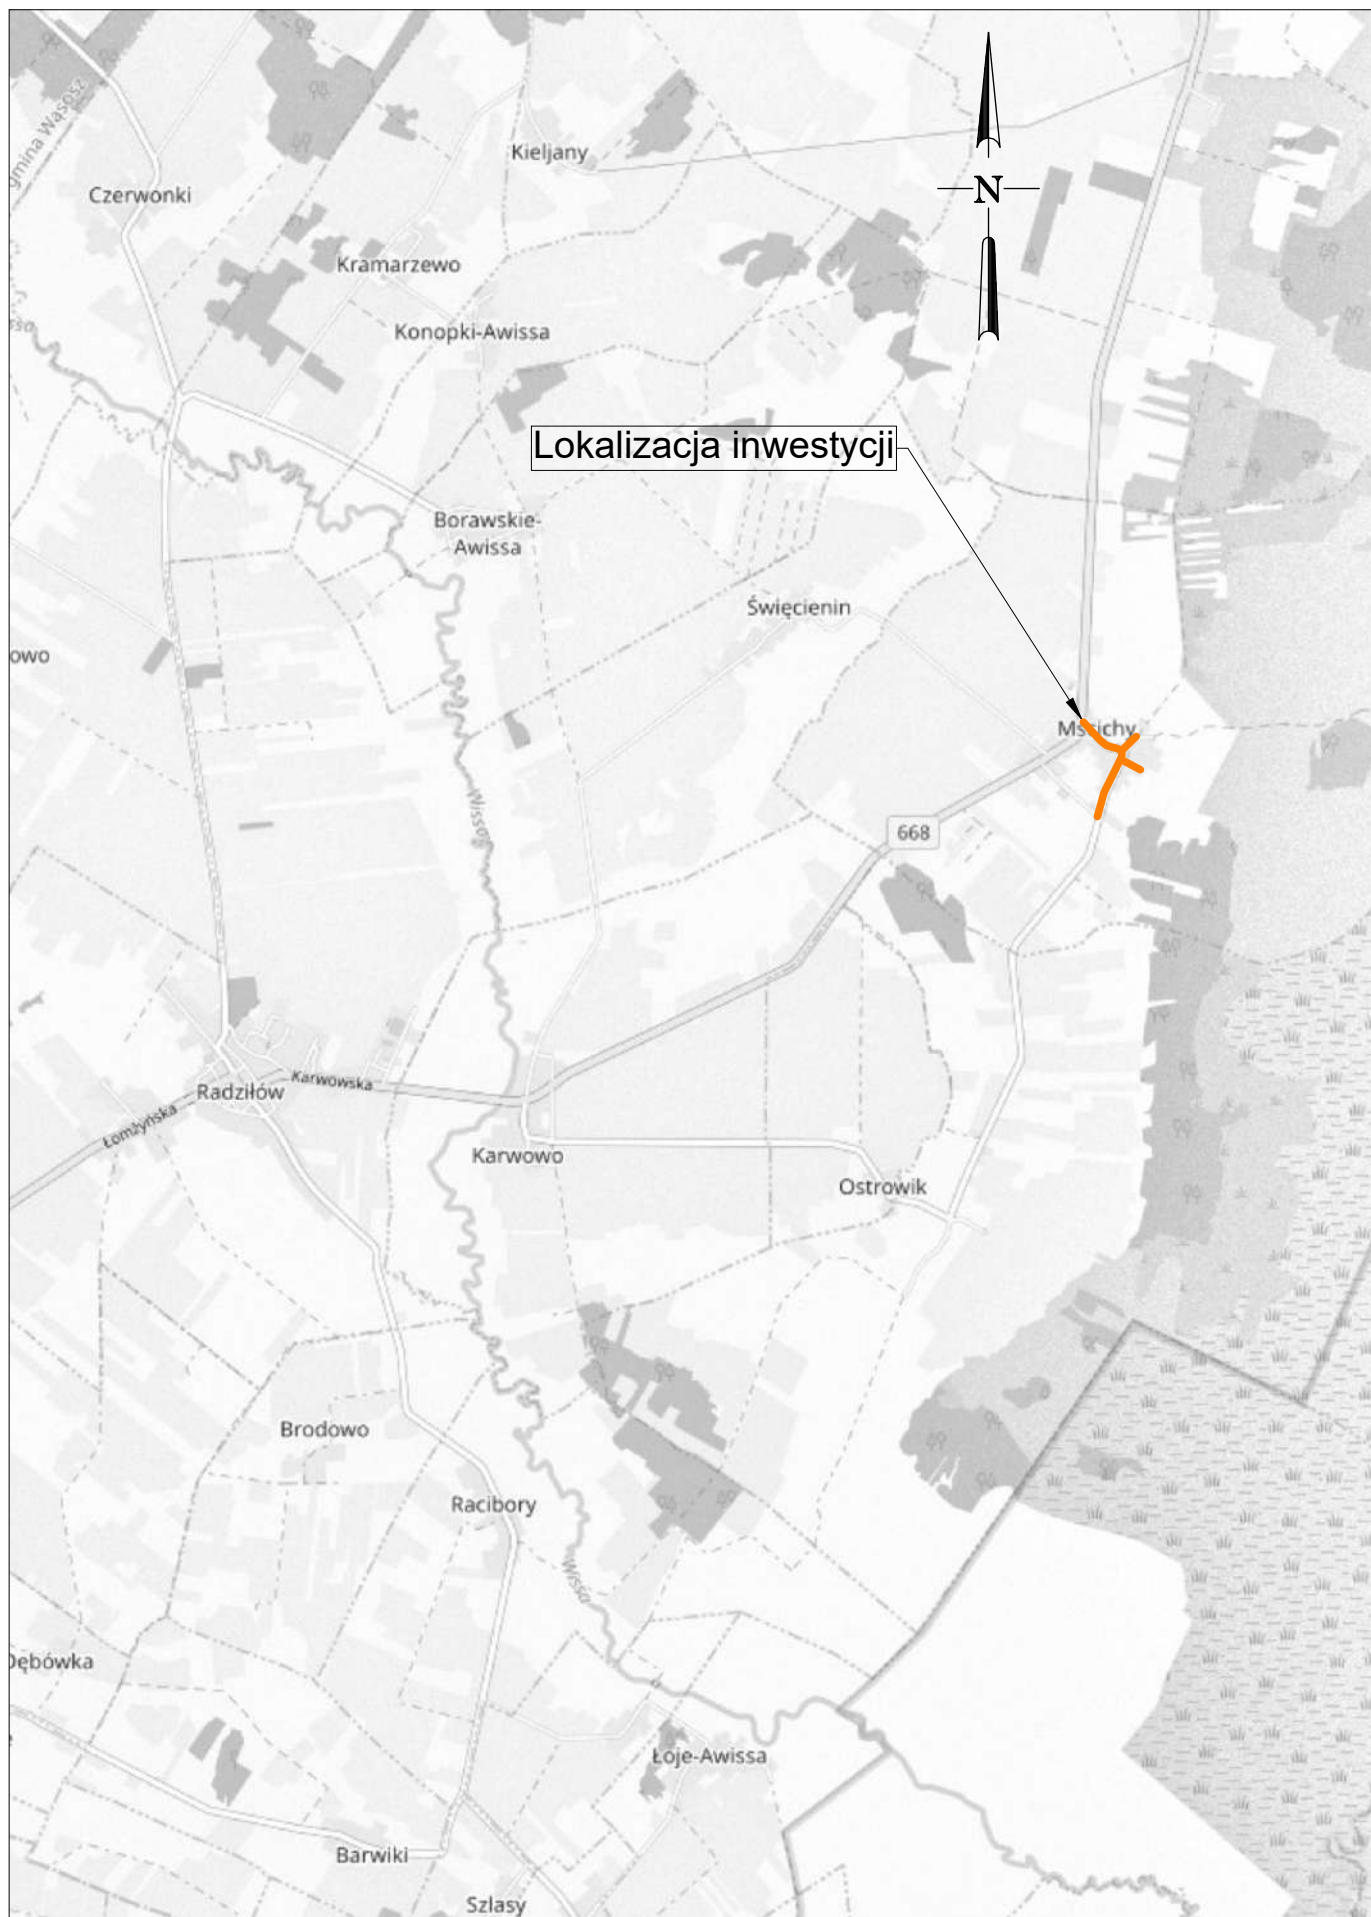 gmina Wąsosz
Kieljany
Czerwonki
N
Kramarzewo
Konopki-Awissa
Lokalizacja inwestycji
Borawskie-
Awissa
Święcienin
owo
Mścichy
Wissa
668
Karwowska
Radziłów
Łomżyńska
Karwowo
Ostrowik
Brodowo
Racibory
Wissa
Dębówka
Łoje-Awissa
Barwiki
Szlasy